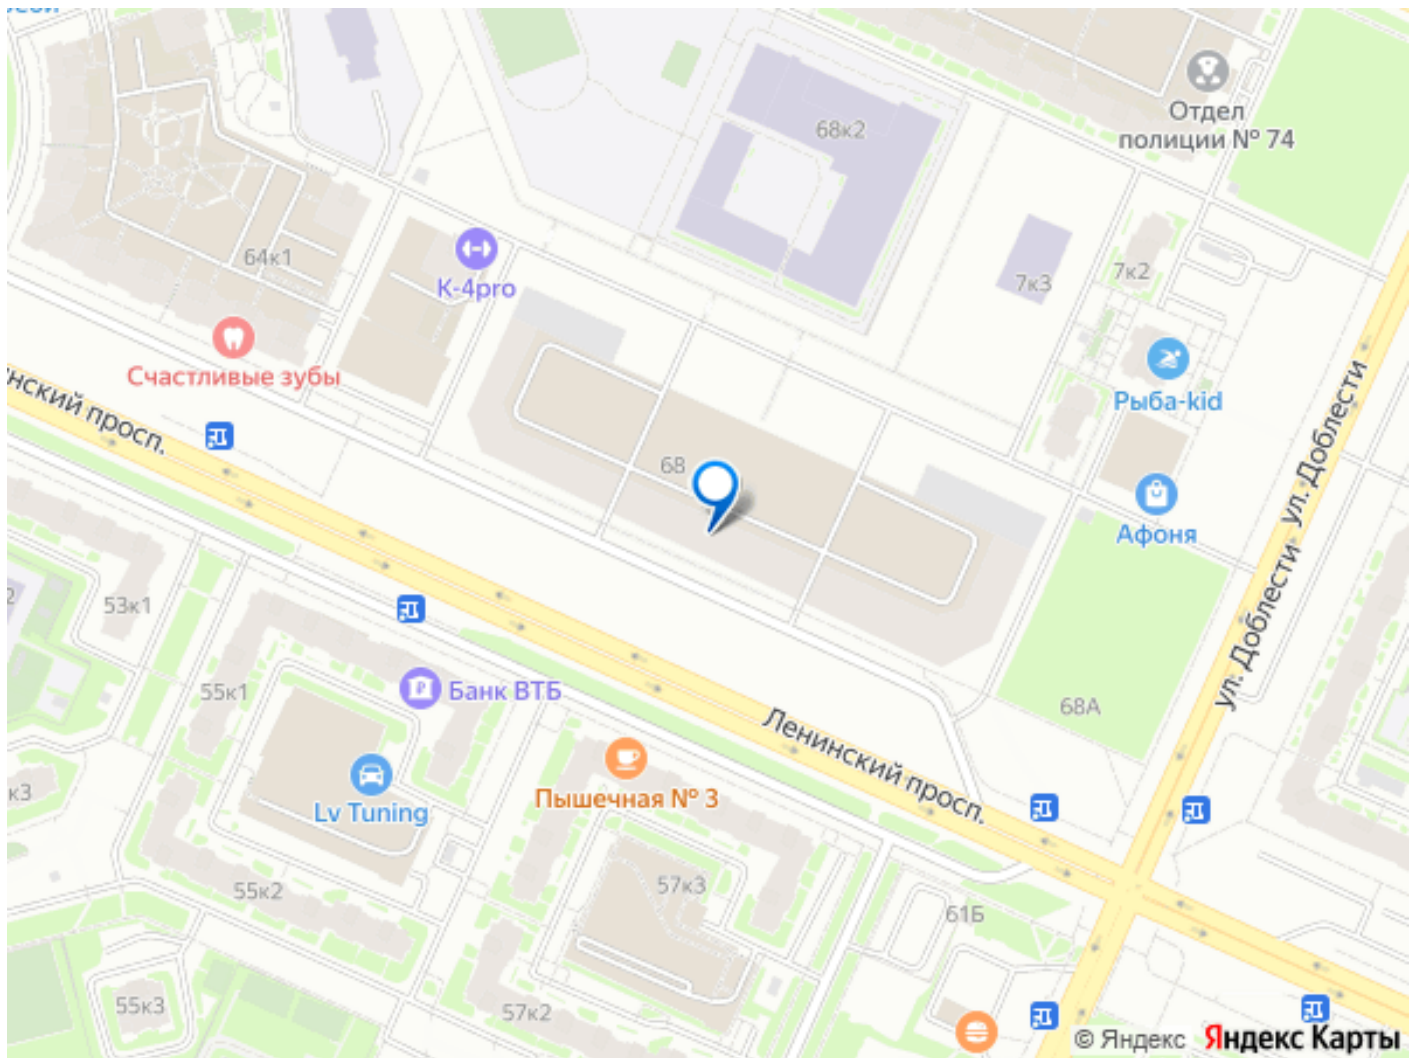 68к2
Отдел
полиции № 74
64к1
К-4pro
7к3
7к2
Счастливые зубы
Рыба-kid
нский просп.
68
Афоня
ул. Доблести
ул. Доблести
53к1
55к1
Банк ВТБ
68А
Ленинский просп.
к3
Lv Tuning
Пышечная № 3
55к2
57к3
61Б
55к3
57к2
© Яндекс Яндекс Карты